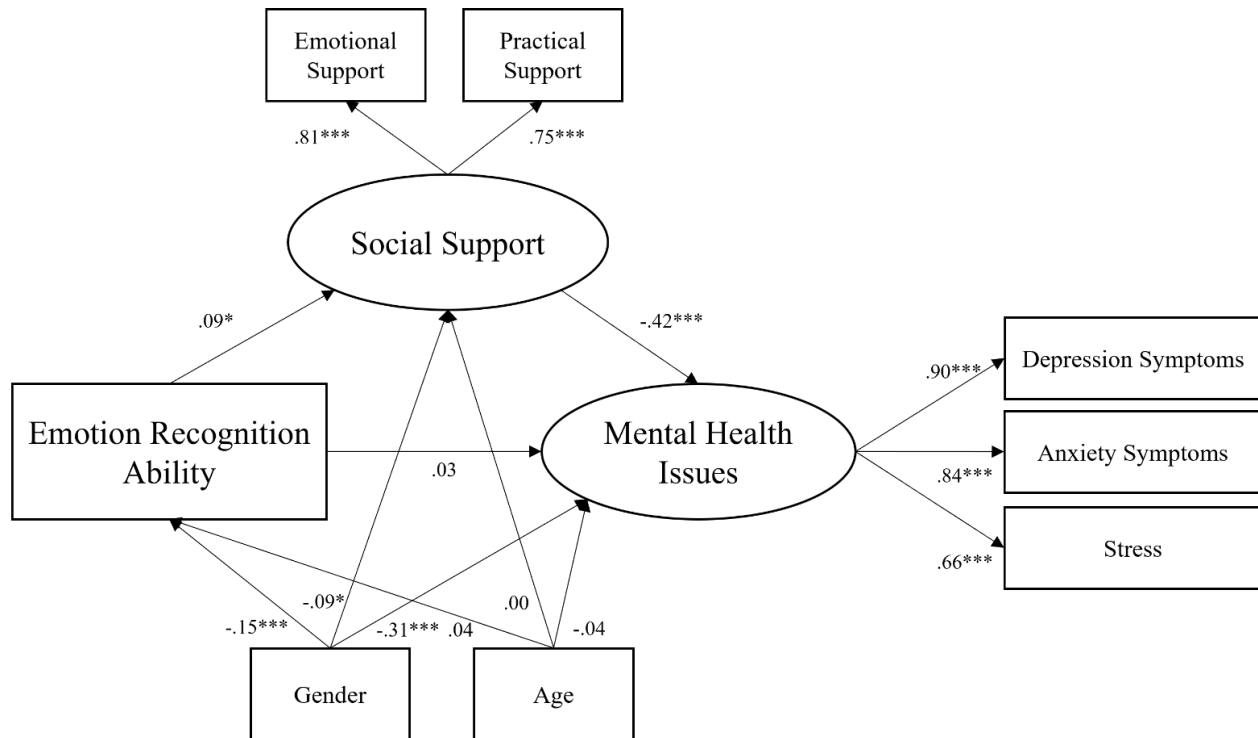 Emotional
Support
Practical
Support
.81***
.75***
Social Support
.09*
-.42***
Emotion Recognition
Ability
.03
Mental Health
Issues
.90***
Depression Symptoms
.84***
Anxiety Symptoms
.66***
Stress
-.15***
-.09*
-.31***
.04
.00
-.04
Gender
Age